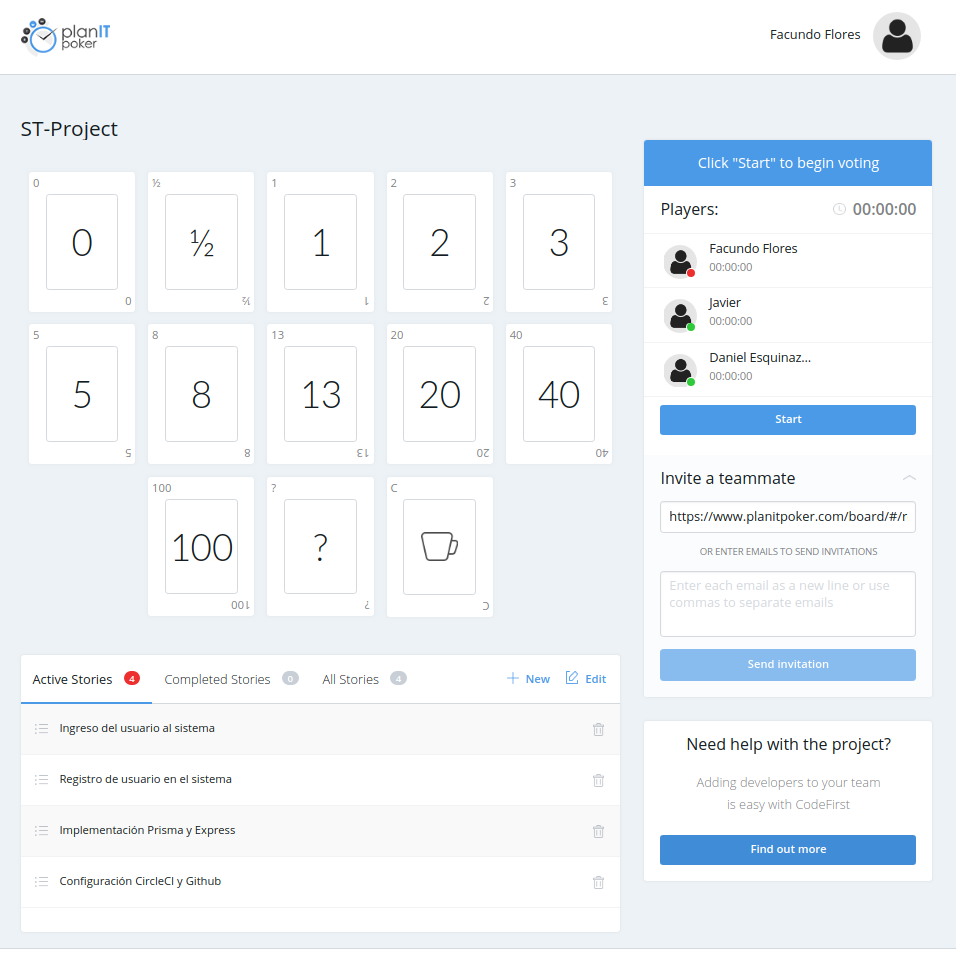 planIT
poker
Facundo Flores
ST-Project
0
0
0
½
½
½
1
1
1
2
2
2
3
3
3
5
5
5
8
8
8
13
13
13
20
20
20
40
40
40
100
100
100
?
?
?
C
C
Active Stories 4 Completed Stories 0 All Stories 4 New Edit
Ingreso del usuario al sistema
Registro de usuario en el sistema
Implementación Prisma y Express
Configuración CircleCI y Github
Click "Start" to begin voting
Players: 00:00:00
Facundo Flores
00:00:00
Javier
00:00:00
Daniel Esquinaz...
00:00:00
Start
Invite a teammate
https://www.planitpoker.com/board/#/r
OR ENTER EMAILS TO SEND INVITATIONS
Enter each email as a new line or use
commas to separate emails
Send invitation
Need help with the project?
Adding developers to your team
is easy with CodeFirst
Find out more